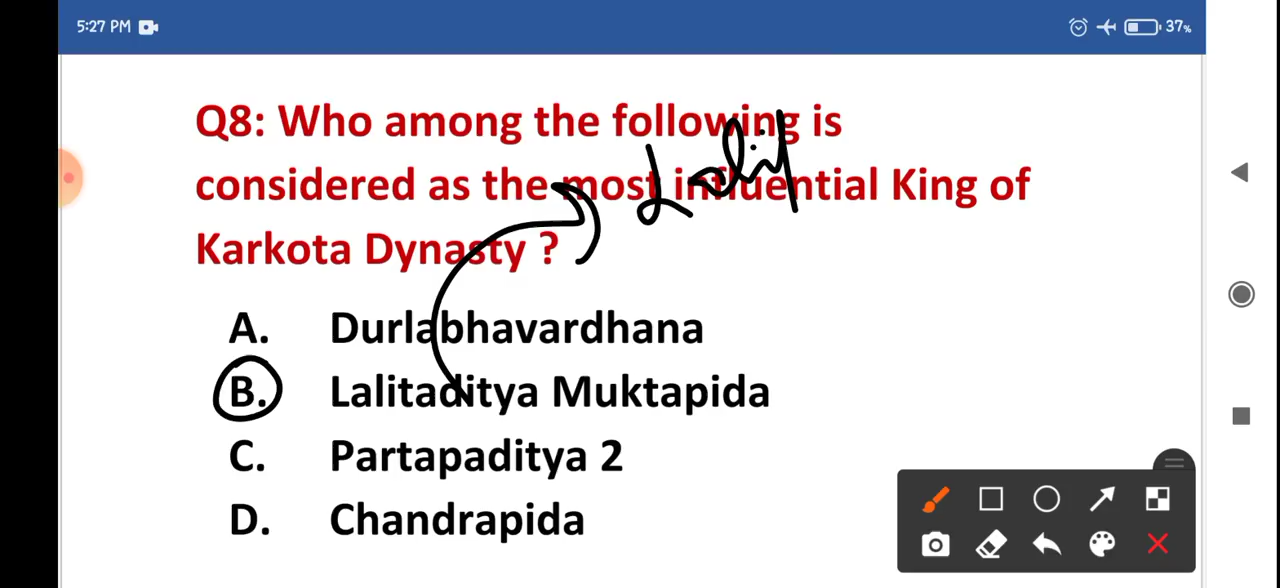 5:27 PM
37%
Q8: Who among the following is
considered as the most influential King of
Karkota Dynasty ?
Lalit
A. Durlabhavardhana
B. Lalitaditya Muktapida
C. Partapaditya 2
D. Chandrapida